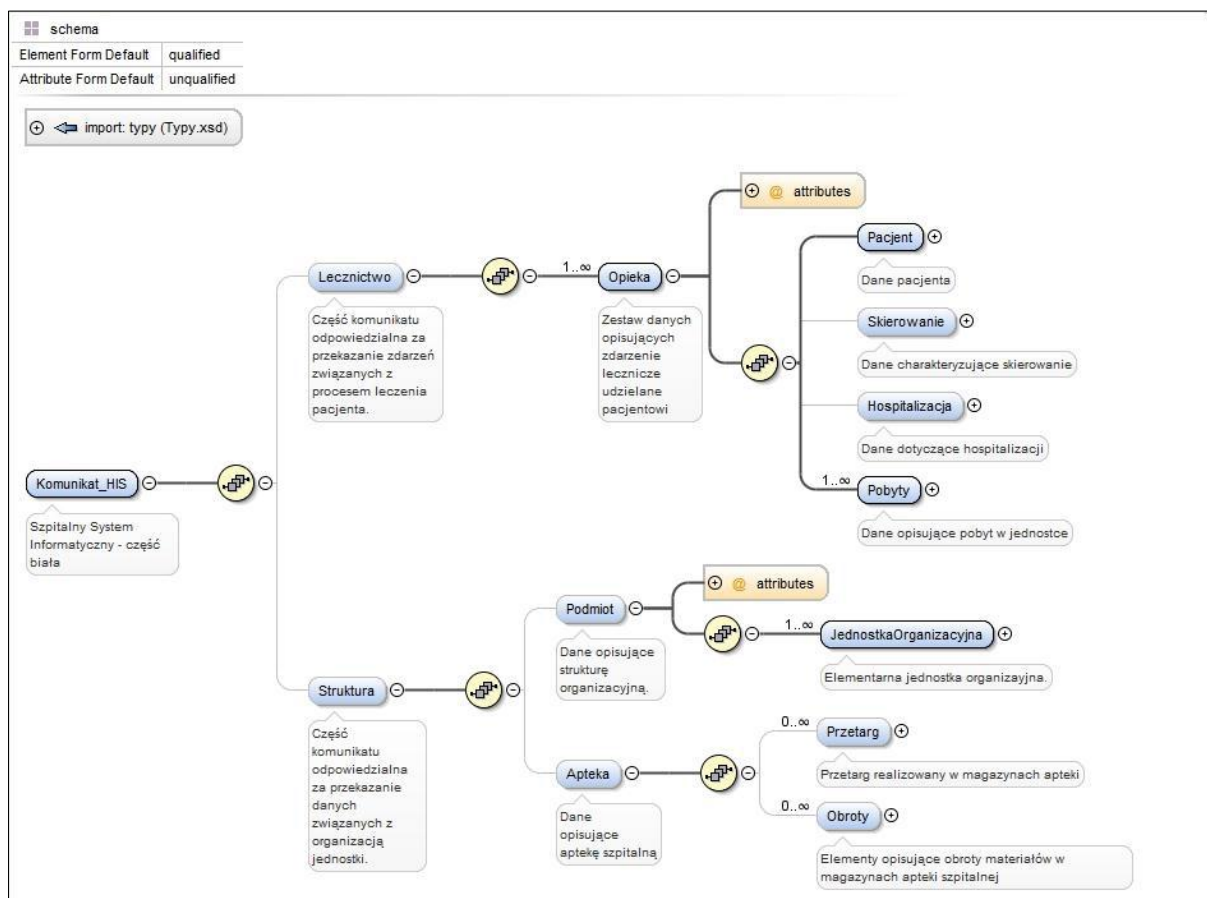 schema
Element Form Default qualified
Attribute Form Default unqualified
import: typy (Typy.xsd)
@ attributes
Pacjent
Dane pacjenta
Lecznictwo
1..∞
Opieka
Część komunikatu
odpowiedzialna za
przekazanie zdarzeń
związanych z
procesem leczenia
pacjenta.
Zestaw danych
opisujących
zdarzenie
lecznicze
udzielane
pacjentowi
Skierowanie
Dane charakteryzujące skierowanie
Hospitalizacja
Dane dotyczące hospitalizacji
1..∞
Pobyty
Dane opisujące pobyt w jednostce
Komunikat_HIS
Szpitalny System
Informatyczny - część
biała
@ attributes
Podmiot
Dane opisujące
strukturę
organizacyjną.
1..∞
JednostkaOrganizacyjna
Elementarna jednostka organizayjna.
Struktura
Część
komunikatu
odpowiedzialna
za przekazanie
danych
związanych z
organizacją
jednostki.
0..∞
Przetarg
Przetarg realizowany w magazynach apteki
Apteka
Dane
opisujące
aptekę szpitalną
0..∞
Obroty
Elementy opisujące obroty materiałów w
magazynach apteki szpitalnej